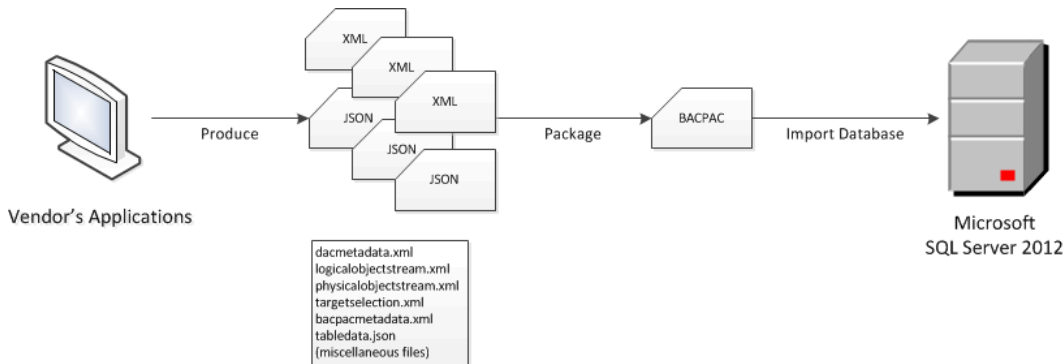 XML
XML
XML
JSON
JSON
JSON
Produce
Package
BACPAC
Import Database
Vendor's Applications
Microsoft
SQL Server 2012
dacmetadata.xml
logicalobjectstream.xml
physicalobjectstream.xml
targetselection.xml
bacpacmetadata.xml
tabledata.json
(miscellaneous files)